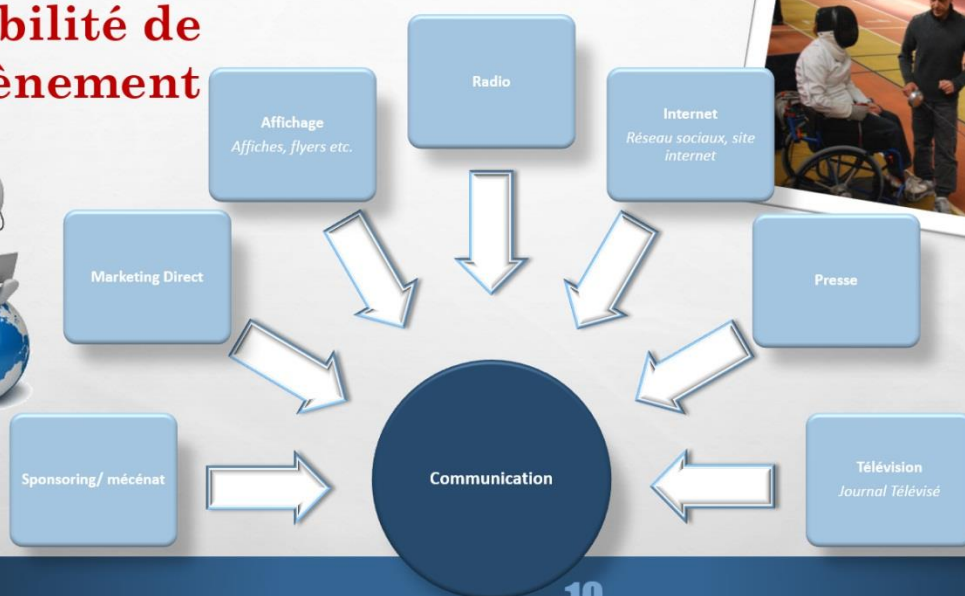 bilité de
ènement
Radio
Affichage
Affiches, flyers etc.
Internet
Réseau sociaux, site
internet
Marketing Direct
Presse
Sponsoring/ mécénat
Communication
Télévision
Journal Télévisé